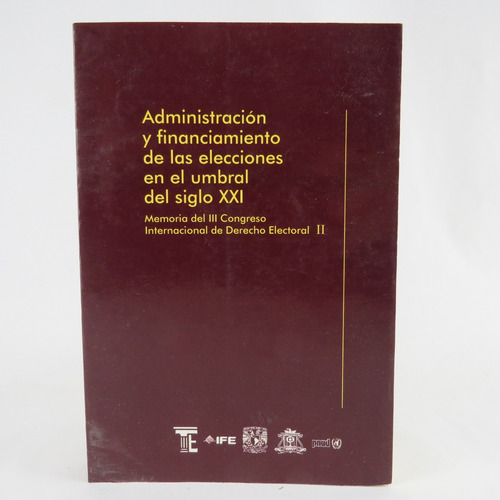 Administración
y financiamiento
de las elecciones
en el umbral
del siglo XXI
Memoria del III Congreso
Internacional de Derecho Electoral II
TE IFE pnud